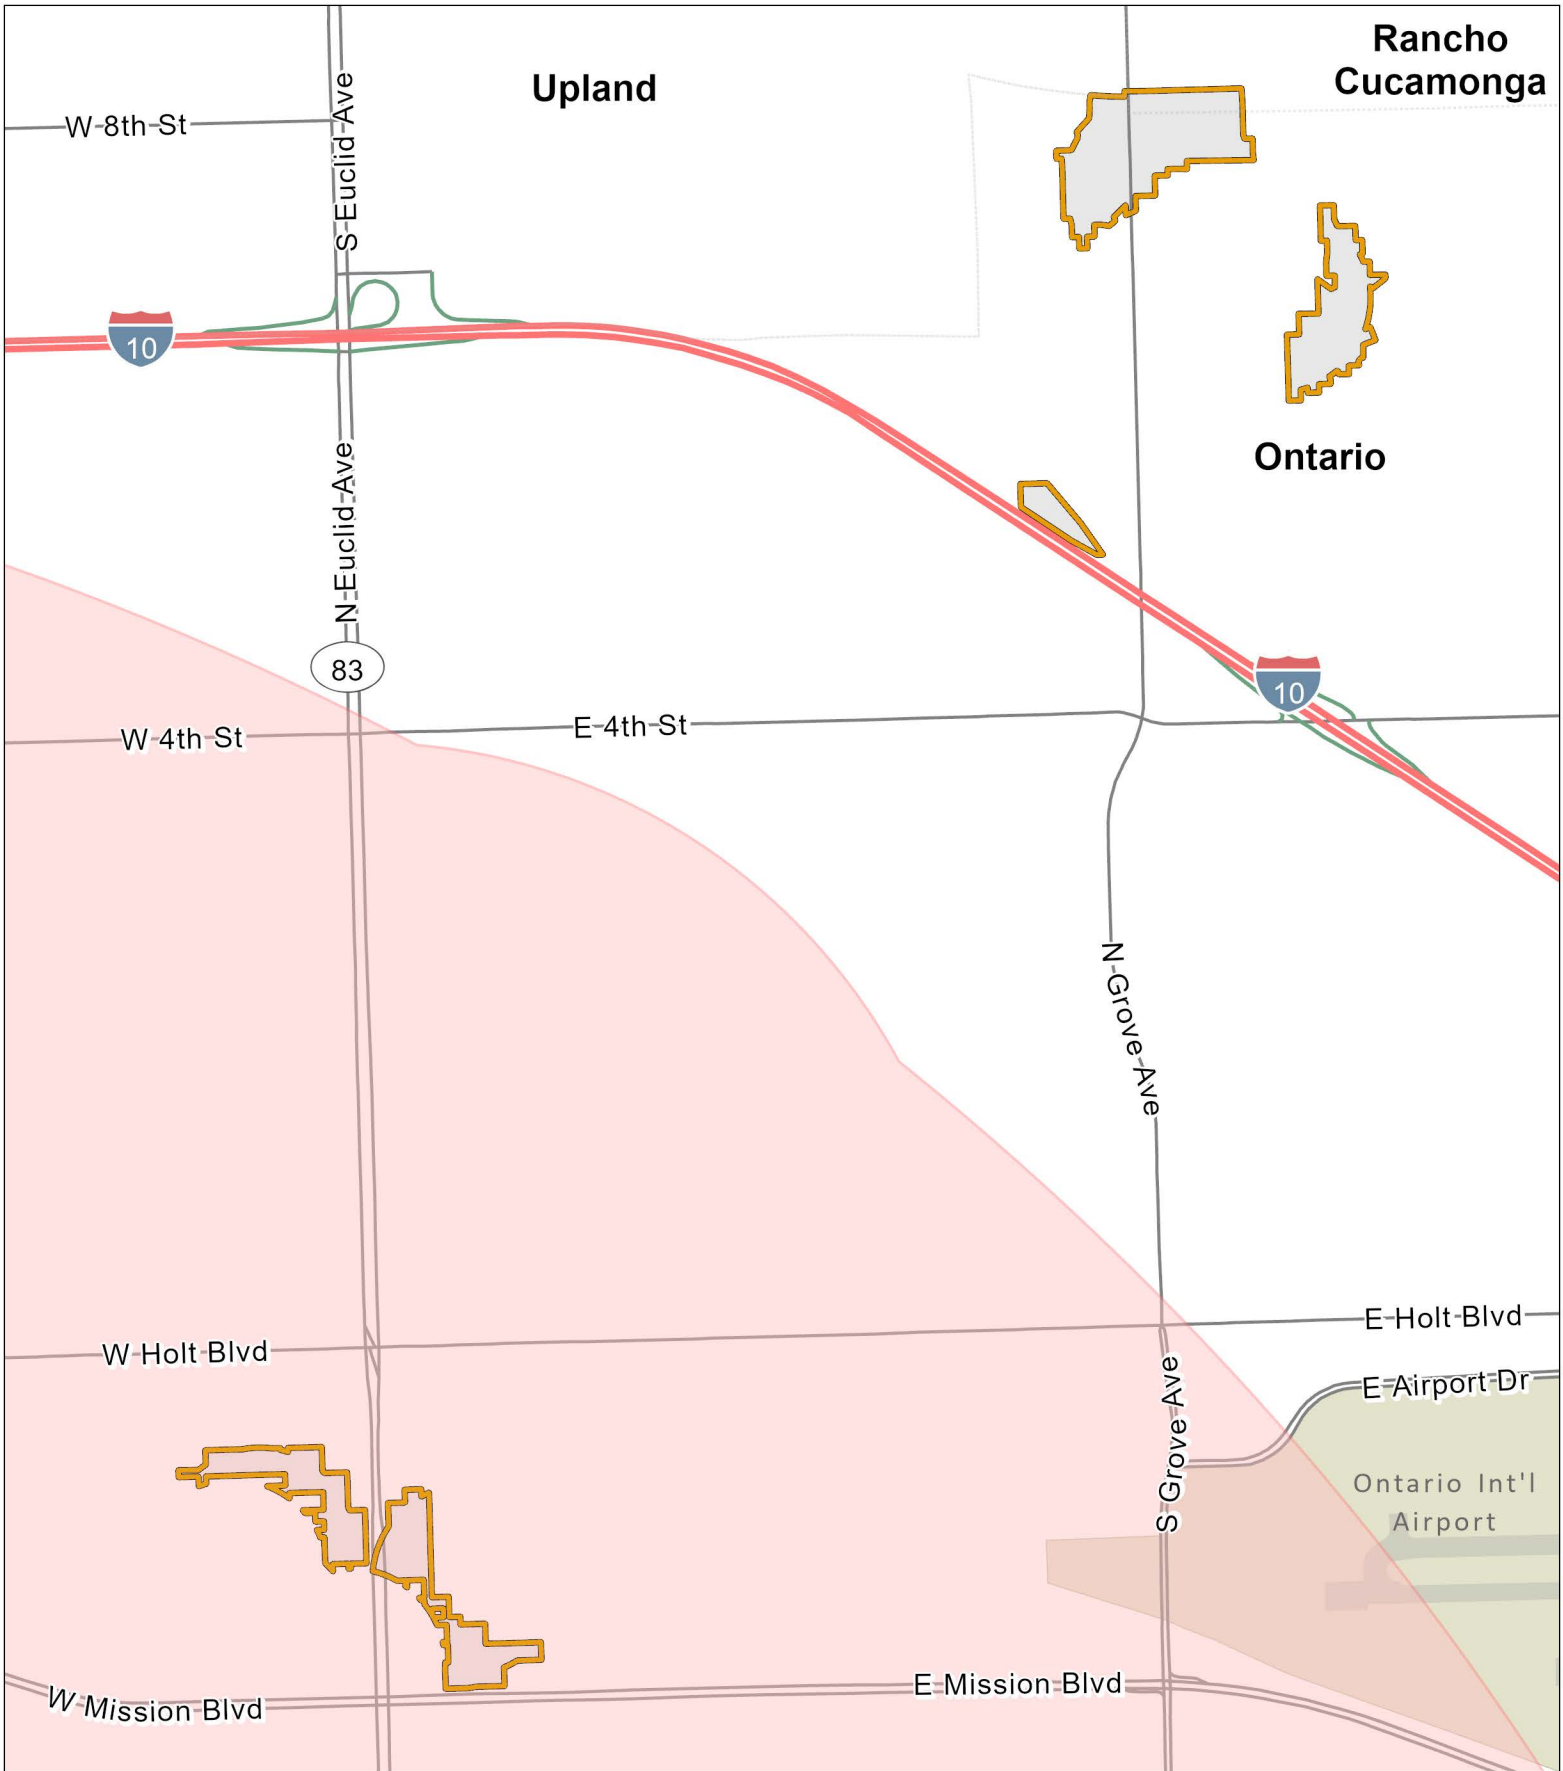 Rancho
Cucamonga
Upland
W 8th St
S Euclid Ave
10
Ontario
N Euclid Ave
83
10
W 4th St
E 4th St
N Grove Ave
E Holt Blvd
W Holt Blvd
E Airport Dr
S Grove Ave
Ontario Int'l
Airport
E Mission Blvd
W Mission Blvd